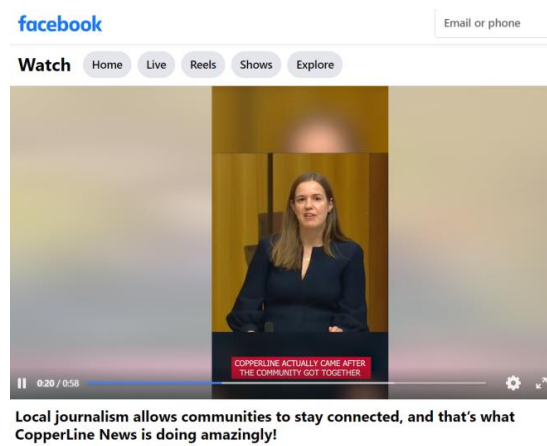 facebook
Email or phone
Watch
Home
Live
Reels
Shows
Explore
COPPERLINE ACTUALLY CAME AFTER
THE COMMUNITY GOT TOGETHER
0:20 / 0:58
Local journalism allows communities to stay connected, and that's what
CopperLine News is doing amazingly!